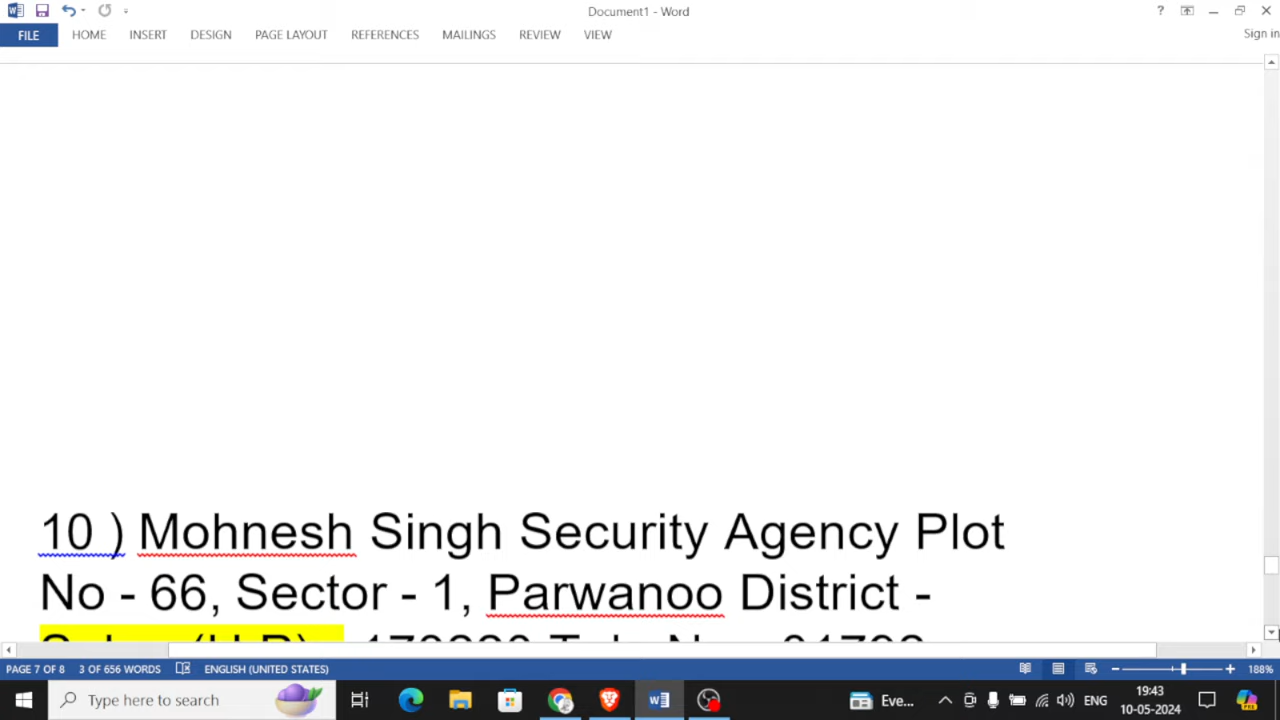 Document1 - Word
? 
Sign in
FILE HOME INSERT DESIGN PAGE LAYOUT REFERENCES MAILINGS REVIEW VIEW
10 ) Mohnesh Singh Security Agency Plot
No - 66, Sector - 1, Parwanoo District -
PAGE 7 OF 8 3 OF 656 WORDS ENGLISH (UNITED STATES) 188%
Type here to search
Eve...
ENG
19:43
10-05-2024